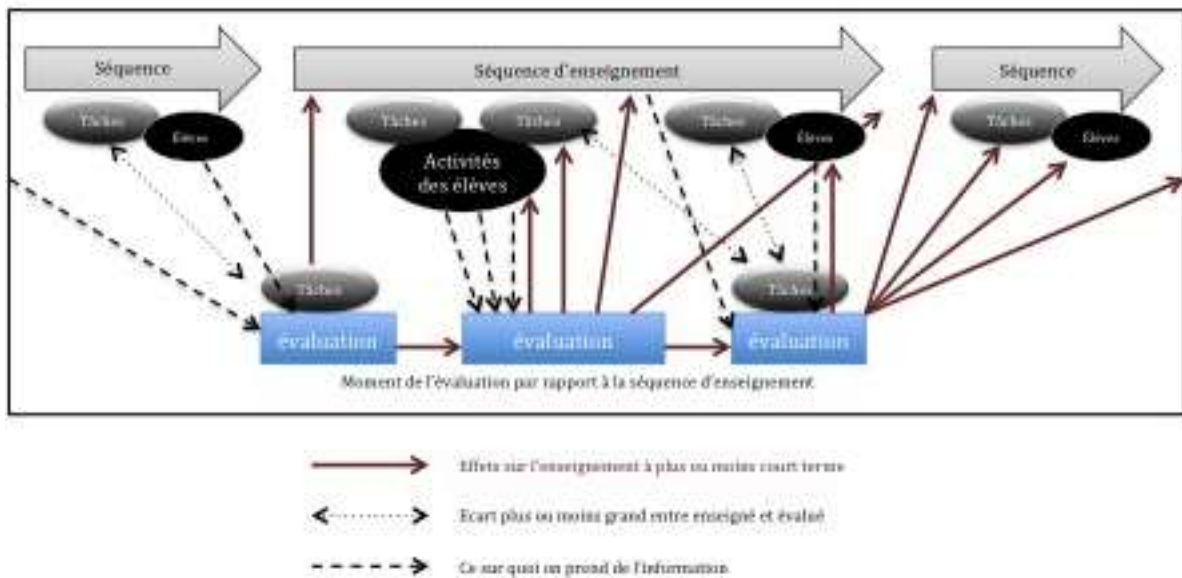 Séquence
Séquence d'enseignement
Séquence
Tâches
Élèves
Tâches
Tâches
Activités
des élèves
Tâches
Élèves
Tâches
Élèves
Tâches
Tâches
évaluation
évaluation
évaluation
Moment de l'évaluation par rapport à la séquence d'enseignement
Effets sur l'enseignement à plus ou moins court terme
Ecart plus ou moins grand entre enseigné et évalué
Ce sur quoi on prend de l'information